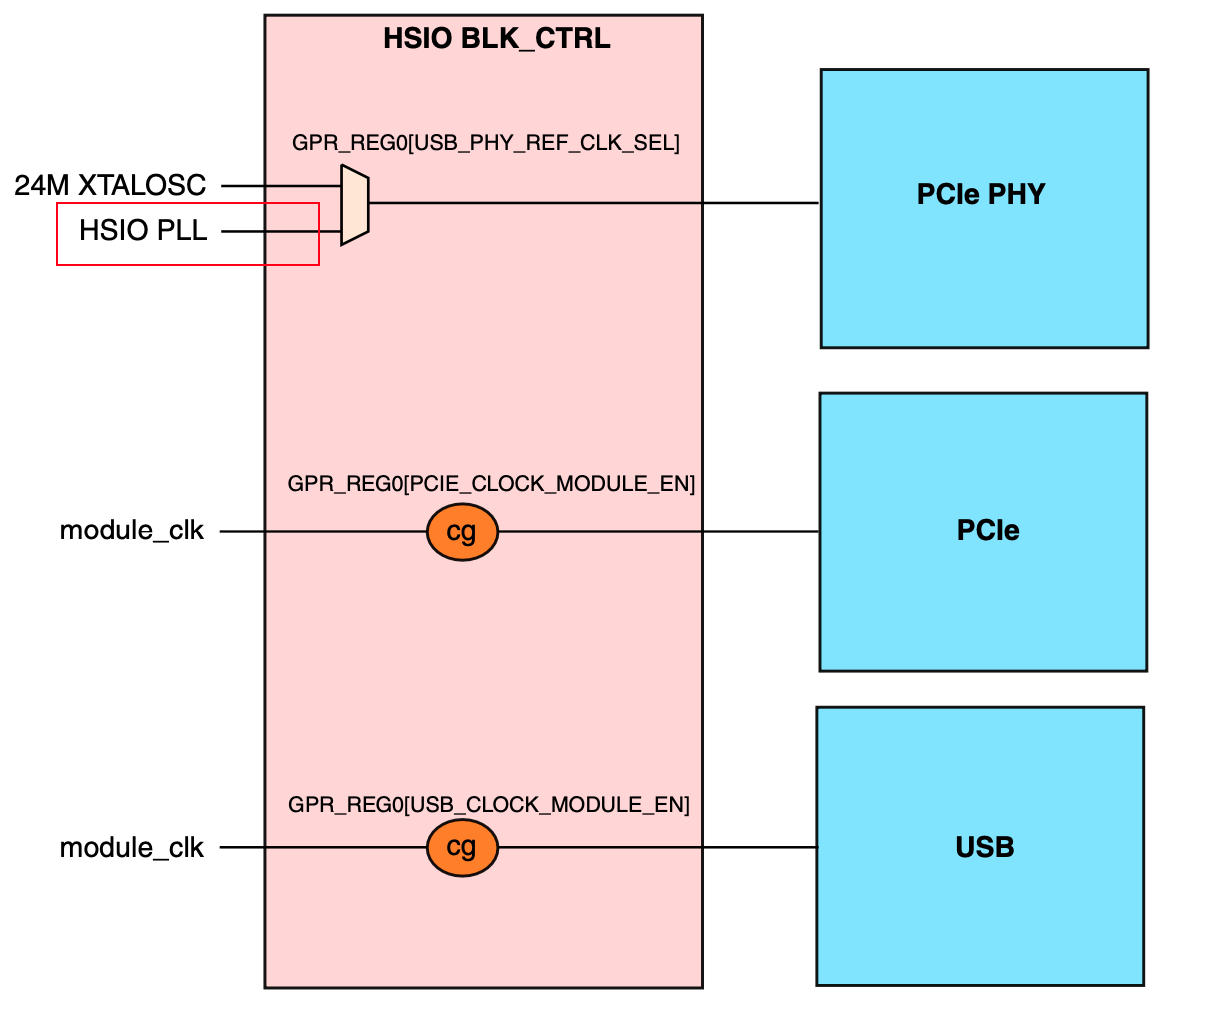 HSIO BLK_CTRL
GPR_REG0[USB_PHY_REF_CLK_SEL]
24M XTALOSC
HSIO PLL
PCIe PHY
GPR_REG0[PCIE_CLOCK_MODULE_EN]
module_clk
cg
PCIe
GPR_REG0[USB_CLOCK_MODULE_EN]
module_clk
cg
USB